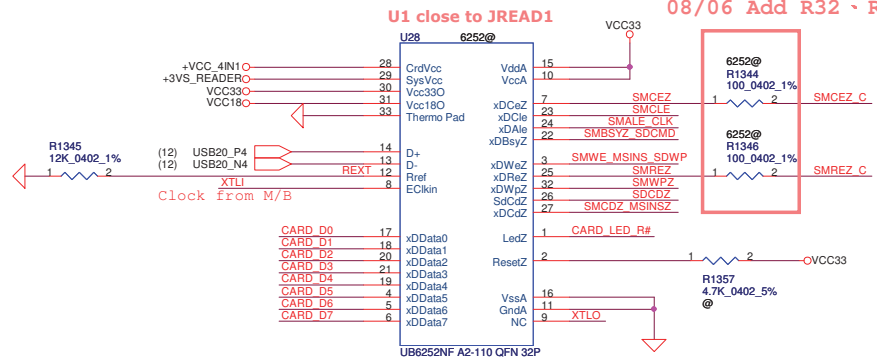 08/06 Add R32、R
U1 close to JREAD1
U28 6252@
VCC33
+VCC_4IN1 28 CrdVcc VddA 15
+3VS_READER 29 SysVcc VccA 10
VCC33 30 Vcc33O
VCC18 31 Vcc18O xDCeZ 7 SMCEZ
33 Thermo Pad xDCle 23 SMCLE
xDAle 24 SMALE_CLK
xDBsyZ 22 SMBSYZ_SDCMD
6252@
R1344
100_0402_1%
1 2 SMCEZ_C
R1345
12K_0402_1%
1 2
(12) USB20_P4 14 D+
(12) USB20_N4 13 D-
REXT 12 Rref
XTLI 8 EClkin
Clock from M/B
xDWeZ 3 SMWE_MSINS_SDWP
xDReZ 25 SMREZ
xDWpZ 32 SMWPZ
SdCdZ 26 SDCDZ
xDCdZ 27 SMCDZ_MSINSZ
6252@
R1346
100_0402_1%
1 2 SMREZ_C
CARD_D0 17 xDData0
CARD_D1 18 xDData1
CARD_D2 20 xDData2
CARD_D3 21 xDData3
CARD_D4 19 xDData4
CARD_D5 4 xDData5
CARD_D6 5 xDData6
CARD_D7 6 xDData7
LedZ 1 CARD_LED_R#
ResetZ 2
1 2 VCC33
R1357
4.7K_0402_5%
@
VssA 16
GndA 11
NC 9 XTLO
UB6252NF A2-110 QFN 32P